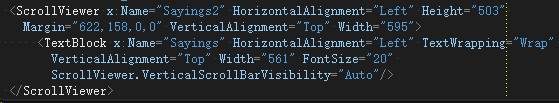 <ScrollViewer x:Name="Sayings2" HorizontalAlignment="Left" Height="503"
Margin="622,158,0,0" VerticalAlignment="Top" Width="595">
<TextBlock x:Name="Sayings" HorizontalAlignment="Left" TextWrapping="Wrap"
VerticalAlignment="Top" Width="561" FontSize="20"
ScrollViewer.VerticalScrollBarVisibility="Auto"/>
</ScrollViewer>